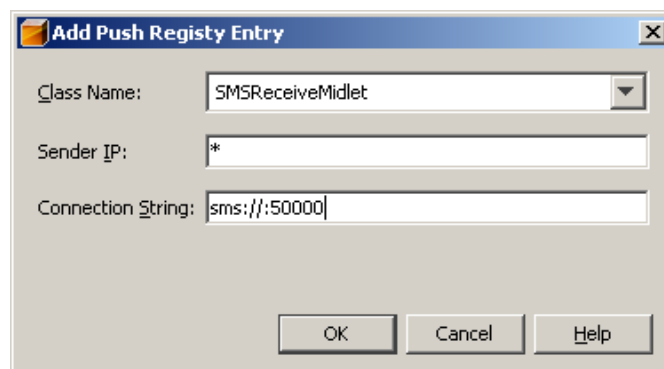 Add Push Registy Entry
Class Name: SMSReceiveMidlet
Sender IP: *
Connection String: sms://:50000
OK Cancel Help